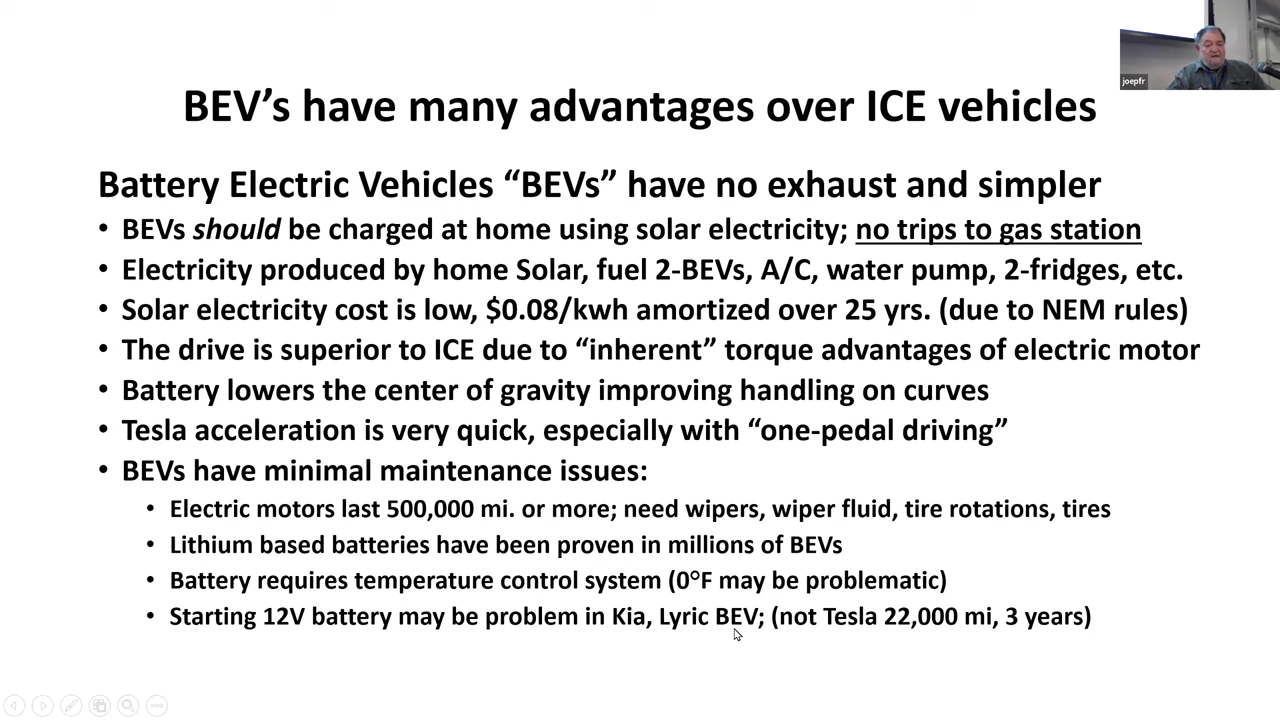 joepfr
BEV’s have many advantages over ICE vehicles
Battery Electric Vehicles “BEVs” have no exhaust and simpler
• BEVs should be charged at home using solar electricity; no trips to gas station
• Electricity produced by home Solar, fuel 2-BEVs, A/C, water pump, 2-fridges, etc.
• Solar electricity cost is low, $0.08/kwh amortized over 25 yrs. (due to NEM rules)
• The drive is superior to ICE due to “inherent” torque advantages of electric motor
• Battery lowers the center of gravity improving handling on curves
• Tesla acceleration is very quick, especially with “one-pedal driving”
• BEVs have minimal maintenance issues:
• Electric motors last 500,000 mi. or more; need wipers, wiper fluid, tire rotations, tires
• Lithium based batteries have been proven in millions of BEVs
• Battery requires temperature control system (0°F may be problematic)
• Starting 12V battery may be problem in Kia, Lyric BEV; (not Tesla 22,000 mi, 3 years)